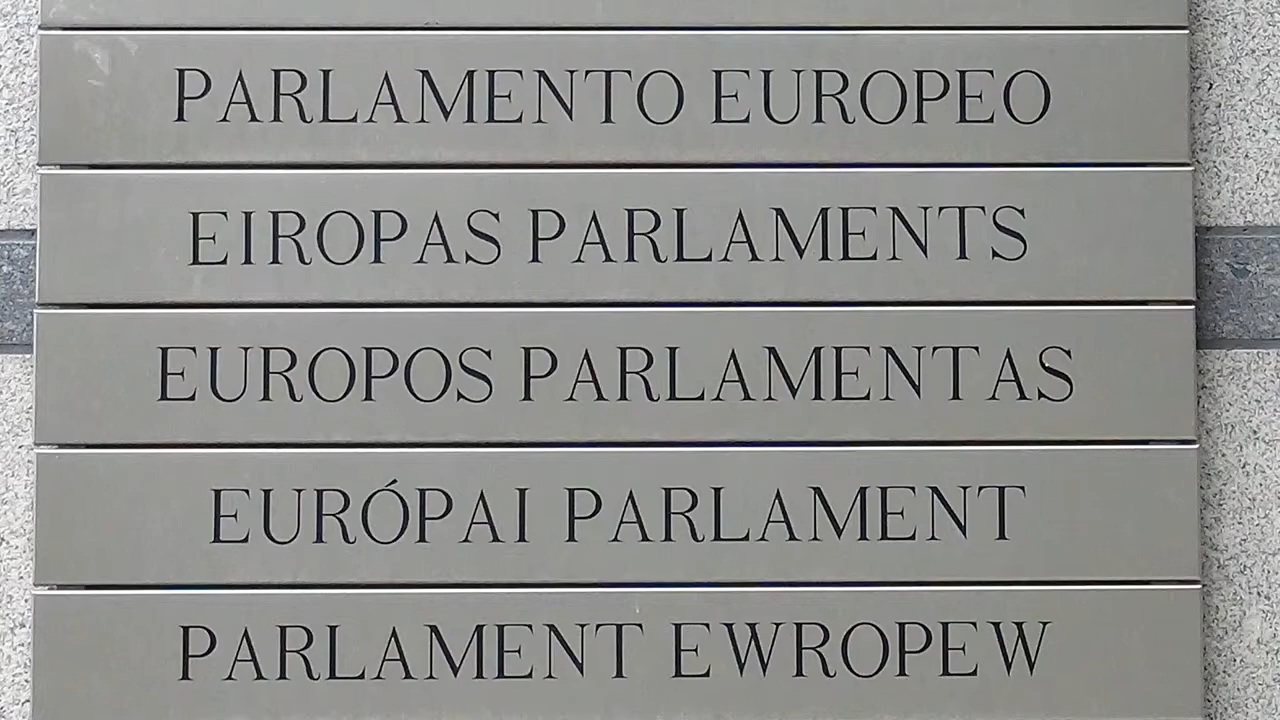 PARLAMENTO EUROPEO
EIROPAS PARLAMENTS
EUROPOS PARLAMENTAS
EURÓPAI PARLAMENT
PARLAMENT EWROPEW